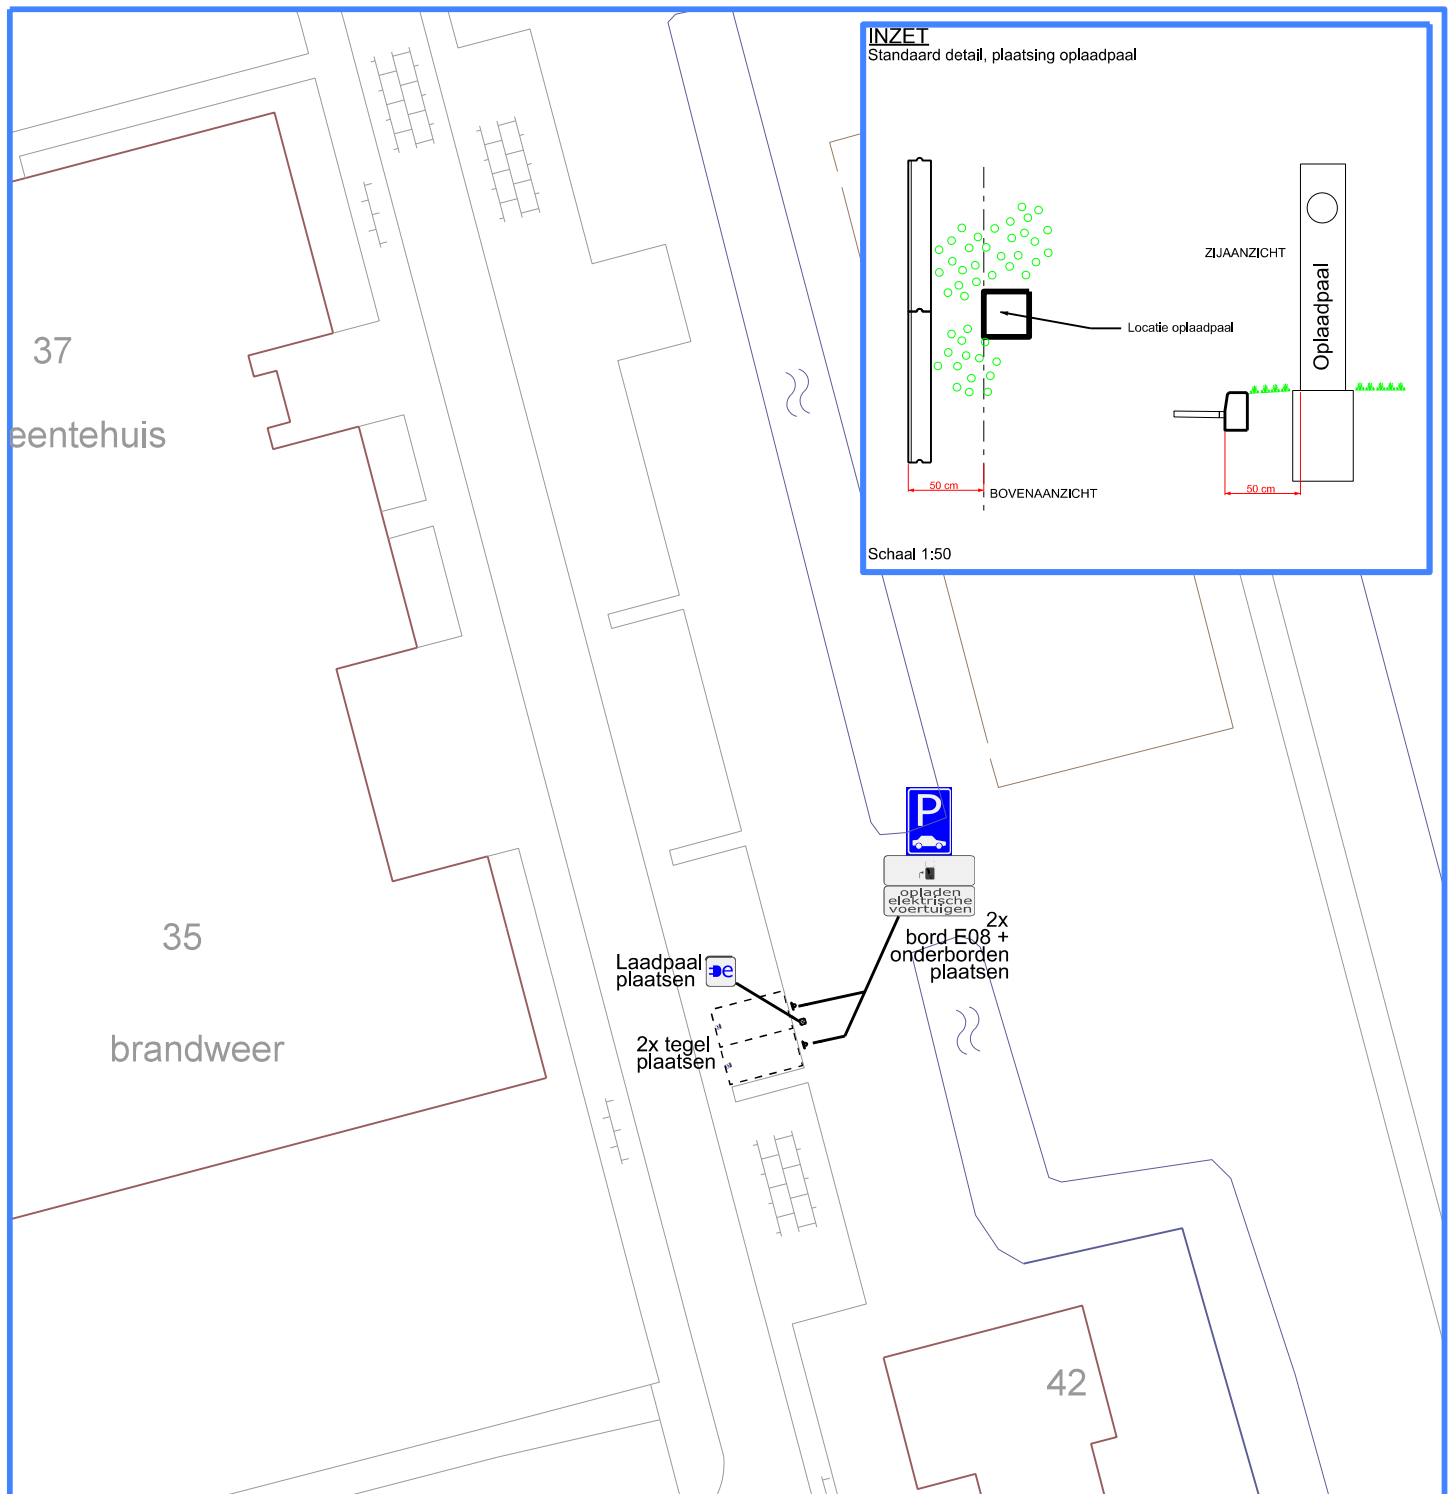 INZET
Standaard detail, plaatsing oplaadpaal
ZIJAANZICHT
Oplaadpaal
Locatie oplaadpaal
50 cm
BOVENAANZICHT
50 cm
Schaal 1:50
37
eentehuis
35
brandweer
P
opladen
elektrische
voertuigen
2x
bord E08 +
onderborden
plaatsen
Laadpaal
plaatsen
e
2x tegel
plaatsen
42